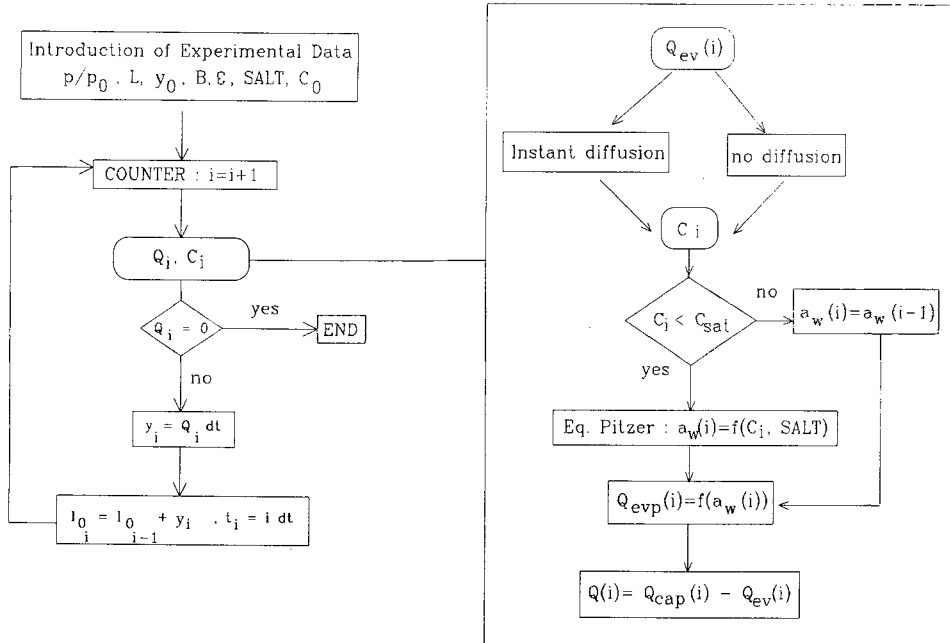 Introduction of Experimental Data
p/p0 , L, y0, B, ε, SALT, C0
COUNTER : i=i+1
Qi, Ci
Qi = 0
yes
END
no
yi = Qi dt
l0i = l0i-1 + yi , ti = i dt
Qev(i)
Instant diffusion
no diffusion
Ci
Ci < Csat
no
aw(i)=aw(i-1)
yes
Eq. Pitzer : aw(i)=f(Ci, SALT)
Qevp(i)=f(aw(i))
Q(i)= Qcap(i) - Qev(i)